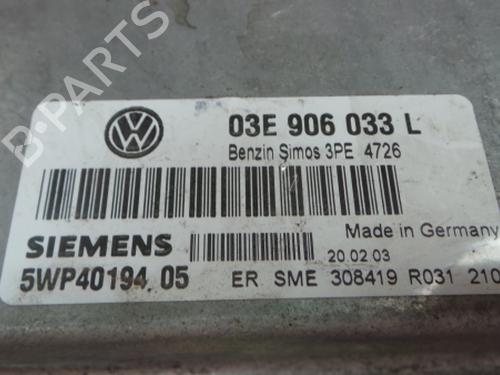 03E 906 033 L
Benzin Simos 3PE 4726
Made in Germany
SIEMENS
20.02.03
5WP40194.05 ER SME 308419 R031 210
B-PARTS